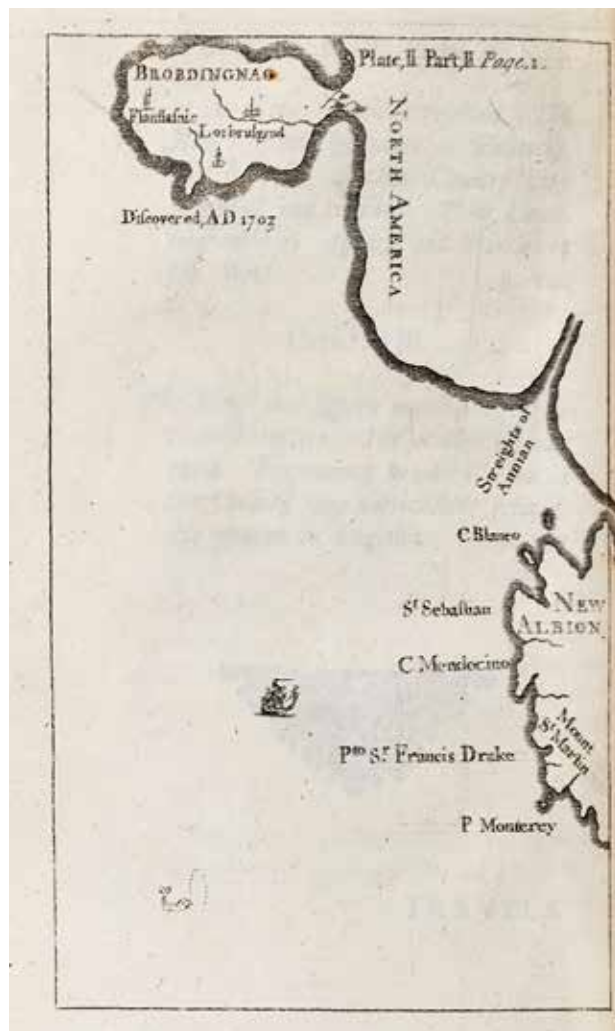 Plate, II Part, II Page. 1.
BROBDINGNAG
Flanflasnic
Lorbrulgrud
Discovered, AD 1703
NORTH AMERICA
Streights of
Annian
C Blanco
St Sebastian
NEW
ALBION
C Mendocino
Mount
St Martin
Pto Sr Francis Drake
P Monterey